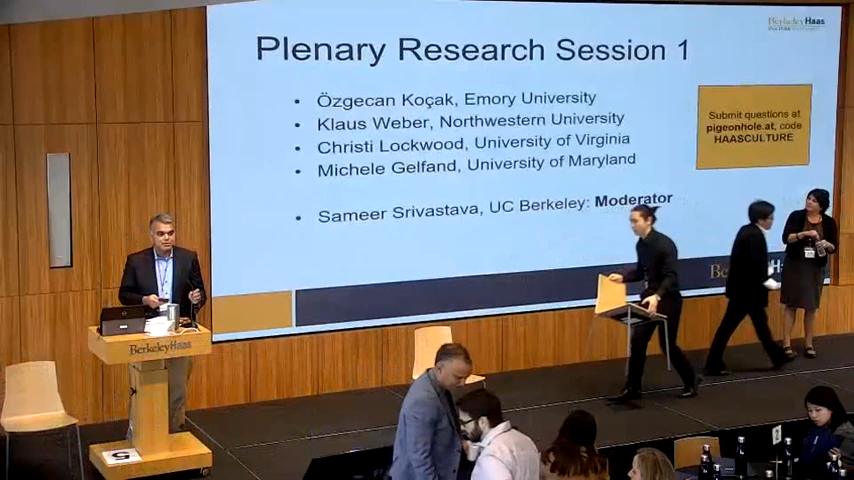 BerkeleyHaas
Plenary Research Session 1
• Özgecan Koçak, Emory University
• Klaus Weber, Northwestern University
• Christi Lockwood, University of Virginia
• Michele Gelfand, University of Maryland
• Sameer Srivastava, UC Berkeley: Moderator
Submit questions at
pigeonhole.at, code
HAASCULTURE
BerkeleyHaas
5